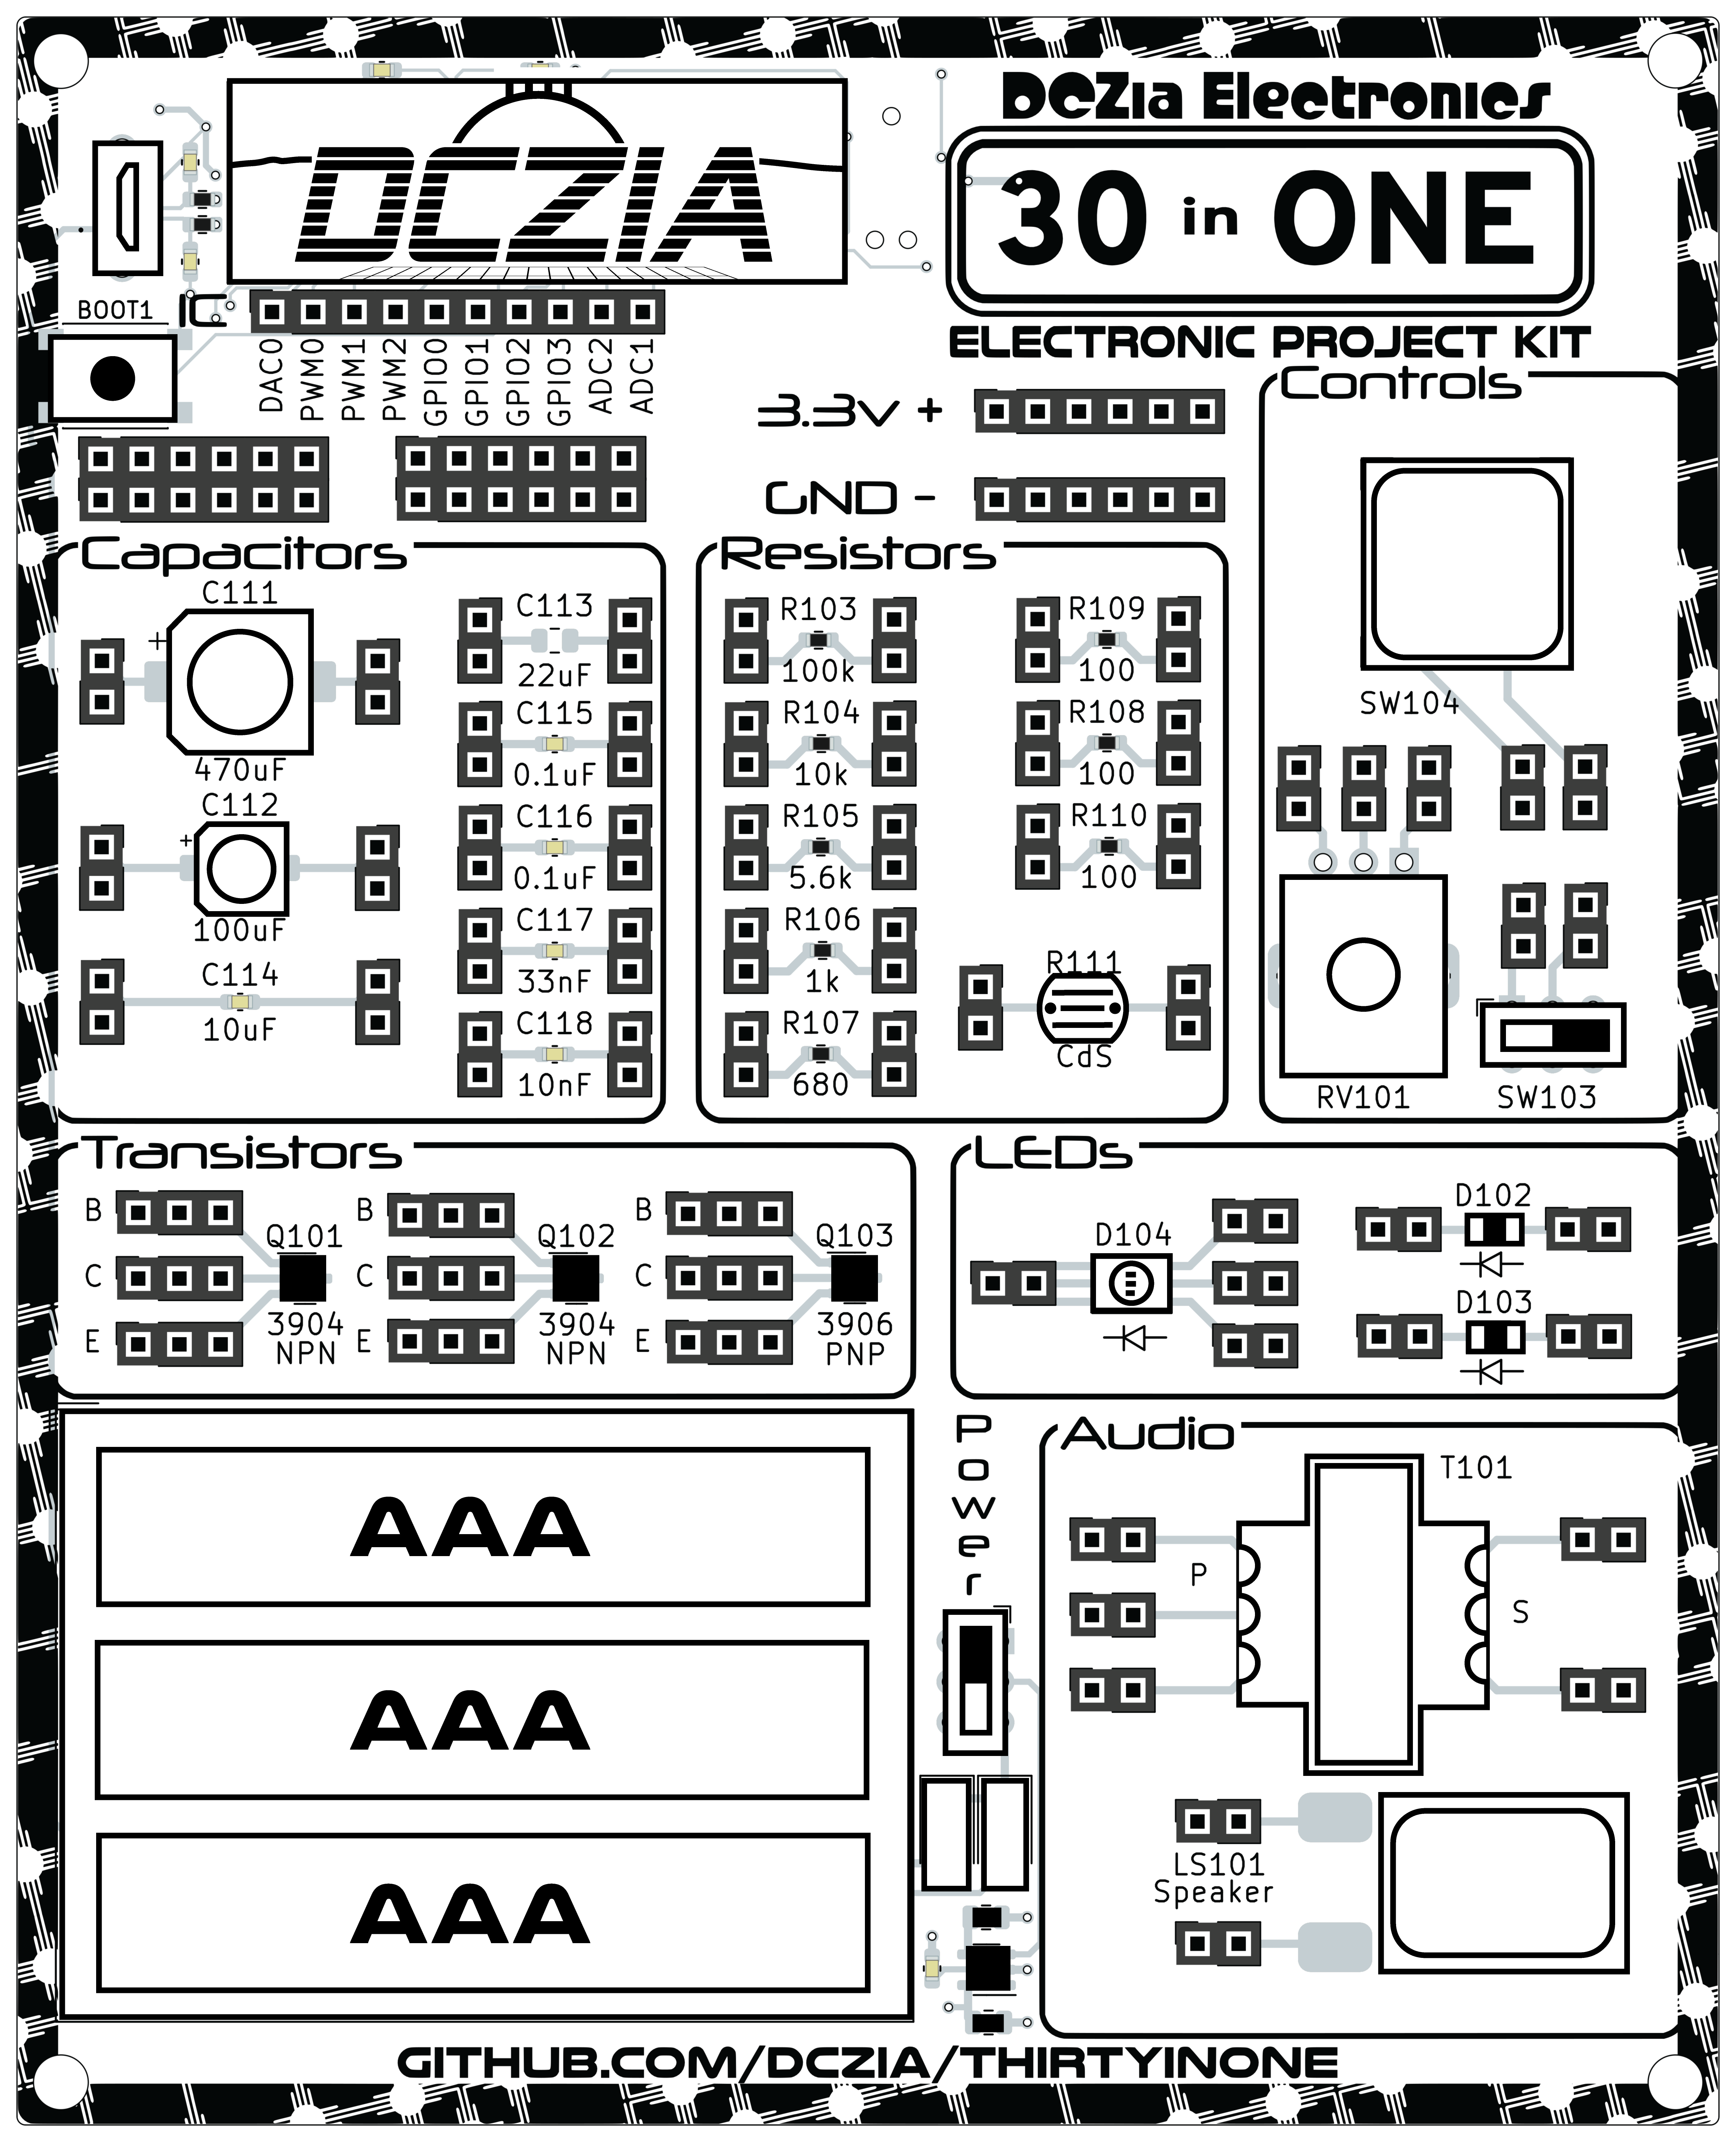 DCZia Electronics
30 in ONE
ELECTRONIC PROJECT KIT
DCZIA
BOOT1
IC
DAC0
PWM0
PWM1
PWM2
GPIO0
GPIO1
GPIO2
GPIO3
ADC2
ADC1
3.3v +
GND -
Controls
SW104
RV101
SW103
Capacitors
C111
+
470uF
C112
+
100uF
C114
10uF
C113
22uF
C115
0.1uF
C116
0.1uF
C117
33nF
C118
10nF
Resistors
R103
100k
R104
10k
R105
5.6k
R106
1k
R107
680
R109
100
R108
100
R110
100
R111
CdS
Transistors
B
C
E
Q101
3904
NPN
B
C
E
Q102
3904
NPN
B
C
E
Q103
3906
PNP
LEDs
D104
D102
D103
AAA
AAA
AAA
Power
Audio
T101
P
S
LS101
Speaker
GITHUB.COM/DCZIA/THIRTYINONE